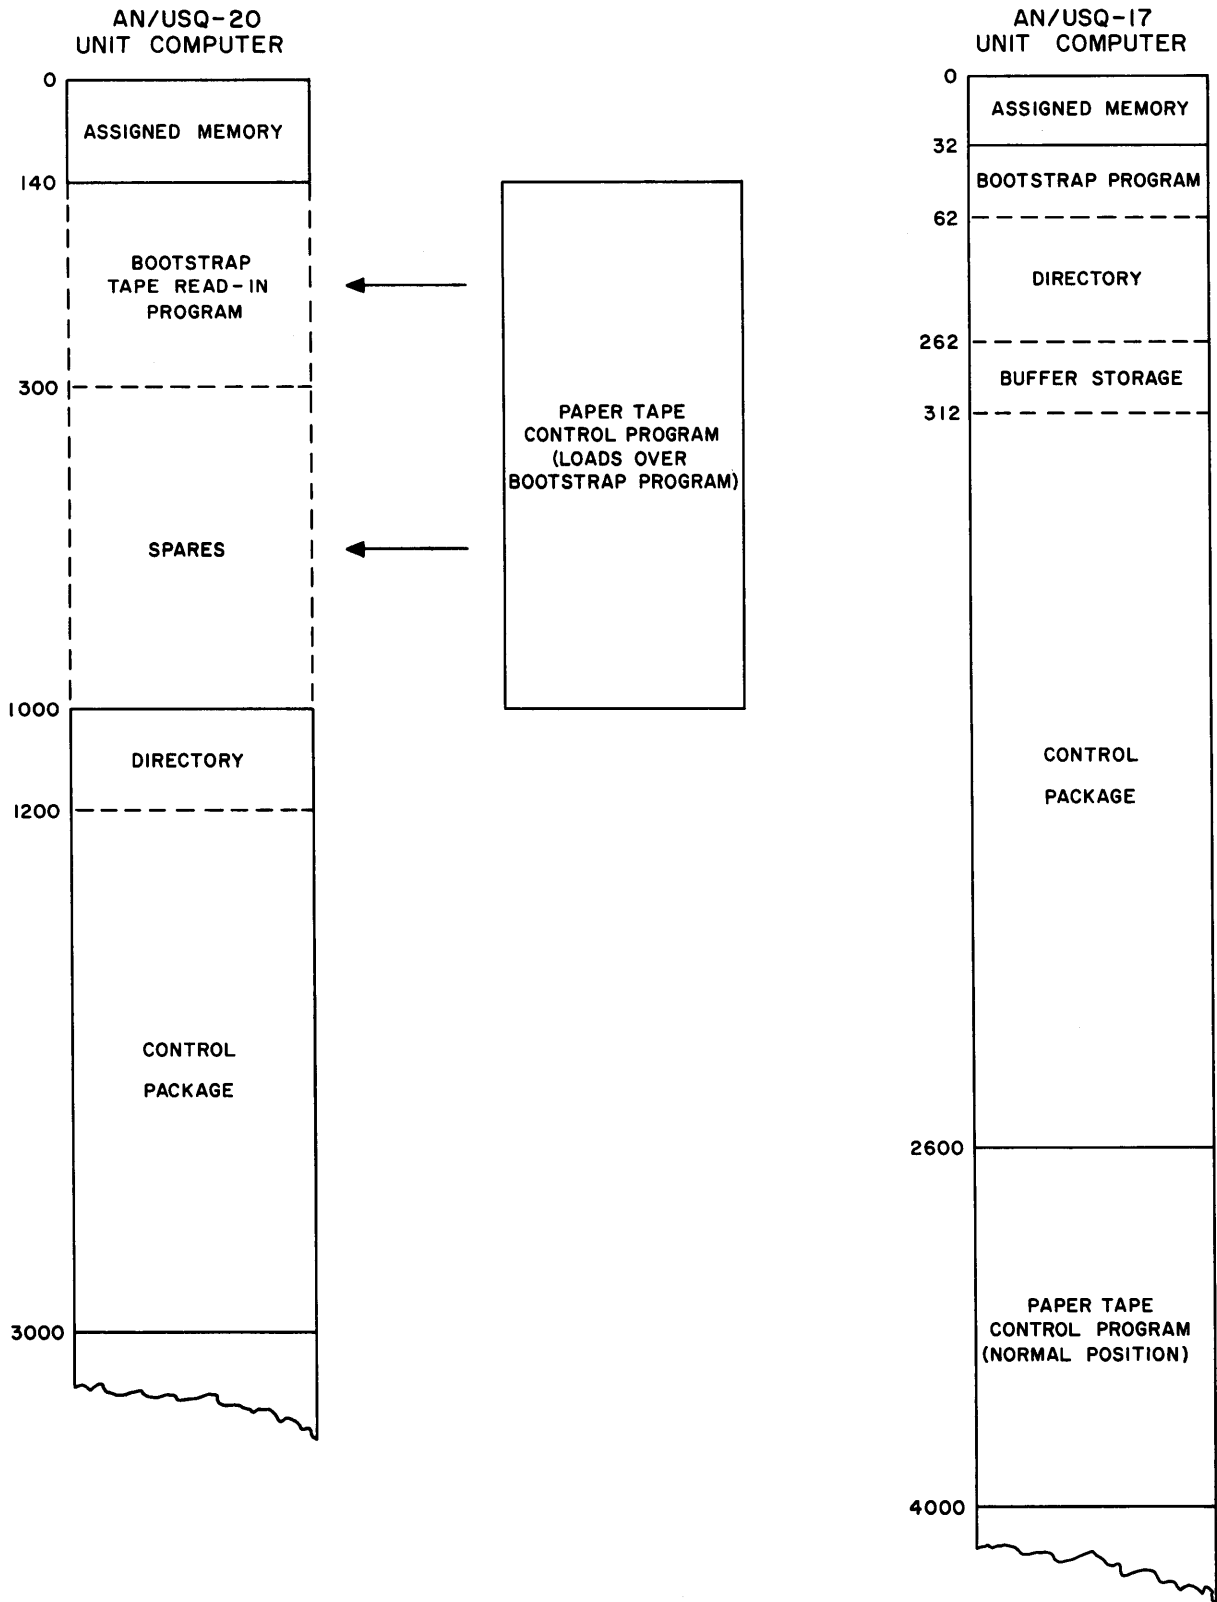 AN/USQ-20
UNIT COMPUTER
0
ASSIGNED MEMORY
140
BOOTSTRAP
TAPE READ-IN
PROGRAM
300
SPARES
1000
DIRECTORY
1200
CONTROL
PACKAGE
3000
PAPER TAPE
CONTROL PROGRAM
(LOADS OVER
BOOTSTRAP PROGRAM)
AN/USQ-17
UNIT COMPUTER
0
ASSIGNED MEMORY
32
BOOTSTRAP PROGRAM
62
DIRECTORY
262
BUFFER STORAGE
312
CONTROL
PACKAGE
2600
PAPER TAPE
CONTROL PROGRAM
(NORMAL POSITION)
4000